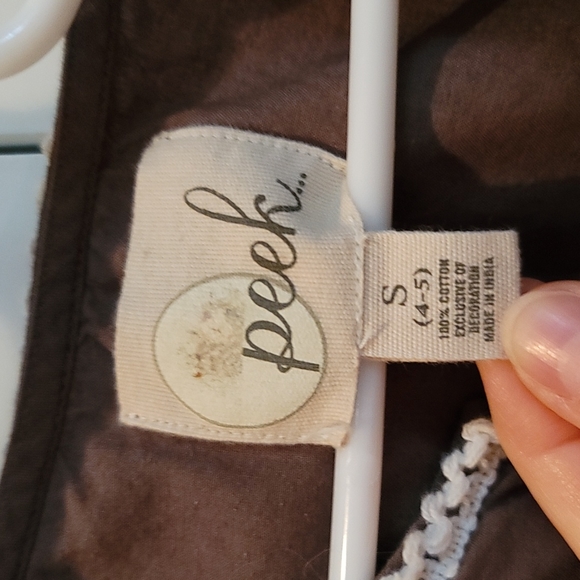 peek...
S
(4-5)
100% COTTON
EXCLUSIVE OF
DECORATION
MADE IN INDIA